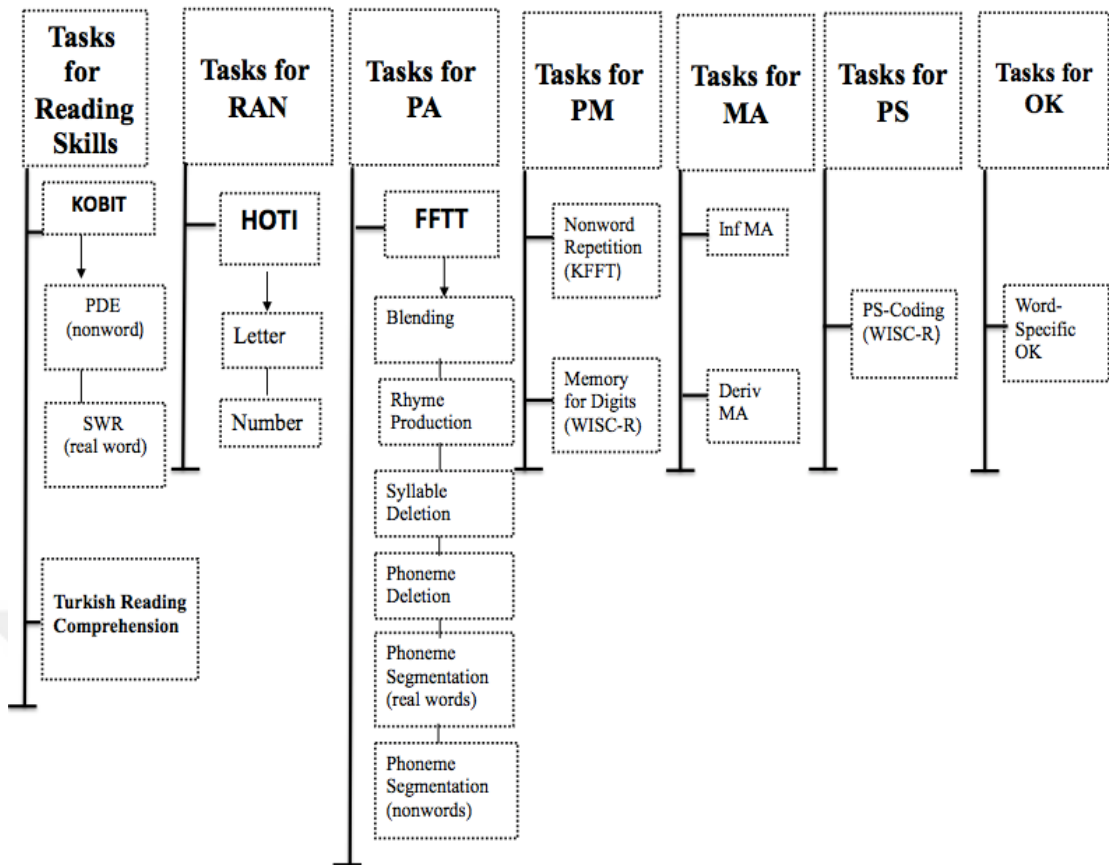 Tasks
for
Reading
Skills
KOBIT
PDE
(nonword)
SWR
(real word)
Turkish Reading
Comprehension
Tasks for
RAN
HOTI
Letter
Number
Tasks for
PA
FFTT
Blending
Rhyme
Production
Syllable
Deletion
Phoneme
Deletion
Phoneme
Segmentation
(real words)
Phoneme
Segmentation
(nonwords)
Tasks for
PM
Nonword
Repetition
(KFFT)
Memory
for Digits
(WISC-R)
Tasks for
MA
Inf MA
Deriv
MA
Tasks for
PS
PS-Coding
(WISC-R)
Tasks for
OK
Word-
Specific
OK